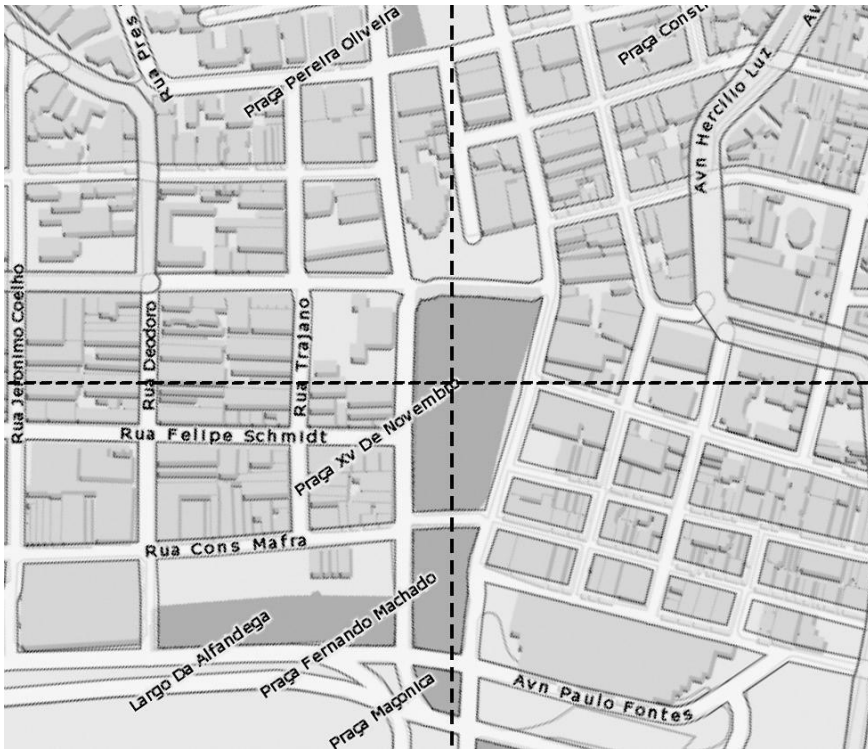 Rua Pres
Praça Pereira Oliveira
Praça Consti
Av
Avn Hercilio Luz
Rua Jeronimo Coelho
Rua Deodoro
Rua Trajano
Rua Felipe Schmidt
Praça Xv De Novembro
Rua Cons Mafra
Largo Da Alfandega
Praça Fernando Machado
Praça Maçonica
Avn Paulo Fontes